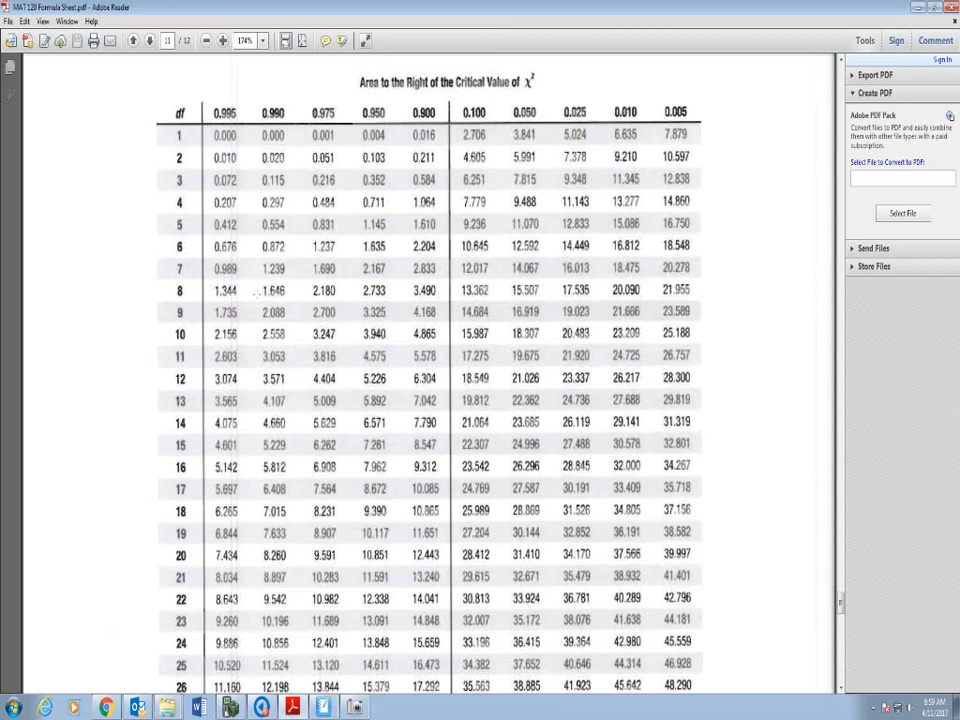 MAT 120 Formula Sheet.pdf - Adobe Reader
File Edit View Window Help
11 / 12 174% Tools Sign Comment
Sign In
Export PDF
Create PDF
Adobe PDF Pack
Convert files to PDF and easily combine
them with other file types with a paid
subscription.
Select File to Convert to PDF:
Select File
Send Files
Store Files
Area to the Right of the Critical Value of χ²
df 0.995 0.990 0.975 0.950 0.900 0.100 0.050 0.025 0.010 0.005
1 0.000 0.000 0.001 0.004 0.016 2.706 3.841 5.024 6.635 7.879
2 0.010 0.020 0.051 0.103 0.211 4.605 5.991 7.378 9.210 10.597
3 0.072 0.115 0.216 0.352 0.584 6.251 7.815 9.348 11.345 12.838
4 0.207 0.297 0.484 0.711 1.064 7.779 9.488 11.143 13.277 14.860
5 0.412 0.554 0.831 1.145 1.610 9.236 11.070 12.833 15.086 16.750
6 0.676 0.872 1.237 1.635 2.204 10.645 12.592 14.449 16.812 18.548
7 0.989 1.239 1.690 2.167 2.833 12.017 14.067 16.013 18.475 20.278
8 1.344 1.646 2.180 2.733 3.490 13.362 15.507 17.535 20.090 21.955
9 1.735 2.088 2.700 3.325 4.168 14.684 16.919 19.023 21.666 23.589
10 2.156 2.558 3.247 3.940 4.865 15.987 18.307 20.483 23.209 25.188
11 2.603 3.053 3.816 4.575 5.578 17.275 19.675 21.920 24.725 26.757
12 3.074 3.571 4.404 5.226 6.304 18.549 21.026 23.337 26.217 28.300
13 3.565 4.107 5.009 5.892 7.042 19.812 22.362 24.736 27.688 29.819
14 4.075 4.660 5.629 6.571 7.790 21.064 23.685 26.119 29.141 31.319
15 4.601 5.229 6.262 7.261 8.547 22.307 24.996 27.488 30.578 32.801
16 5.142 5.812 6.908 7.962 9.312 23.542 26.296 28.845 32.000 34.267
17 5.697 6.408 7.564 8.672 10.085 24.769 27.587 30.191 33.409 35.718
18 6.265 7.015 8.231 9.390 10.865 25.989 28.869 31.526 34.805 37.156
19 6.844 7.633 8.907 10.117 11.651 27.204 30.144 32.852 36.191 38.582
20 7.434 8.260 9.591 10.851 12.443 28.412 31.410 34.170 37.566 39.997
21 8.034 8.897 10.283 11.591 13.240 29.615 32.671 35.479 38.932 41.401
22 8.643 9.542 10.982 12.338 14.041 30.813 33.924 36.781 40.289 42.796
23 9.260 10.196 11.689 13.091 14.848 32.007 35.172 38.076 41.638 44.181
24 9.886 10.856 12.401 13.848 15.659 33.196 36.415 39.364 42.980 45.559
25 10.520 11.524 13.120 14.611 16.473 34.382 37.652 40.646 44.314 46.928
26 11.160 12.198 13.844 15.379 17.292 35.563 38.885 41.923 45.642 48.290
8:59 AM
4/11/2017